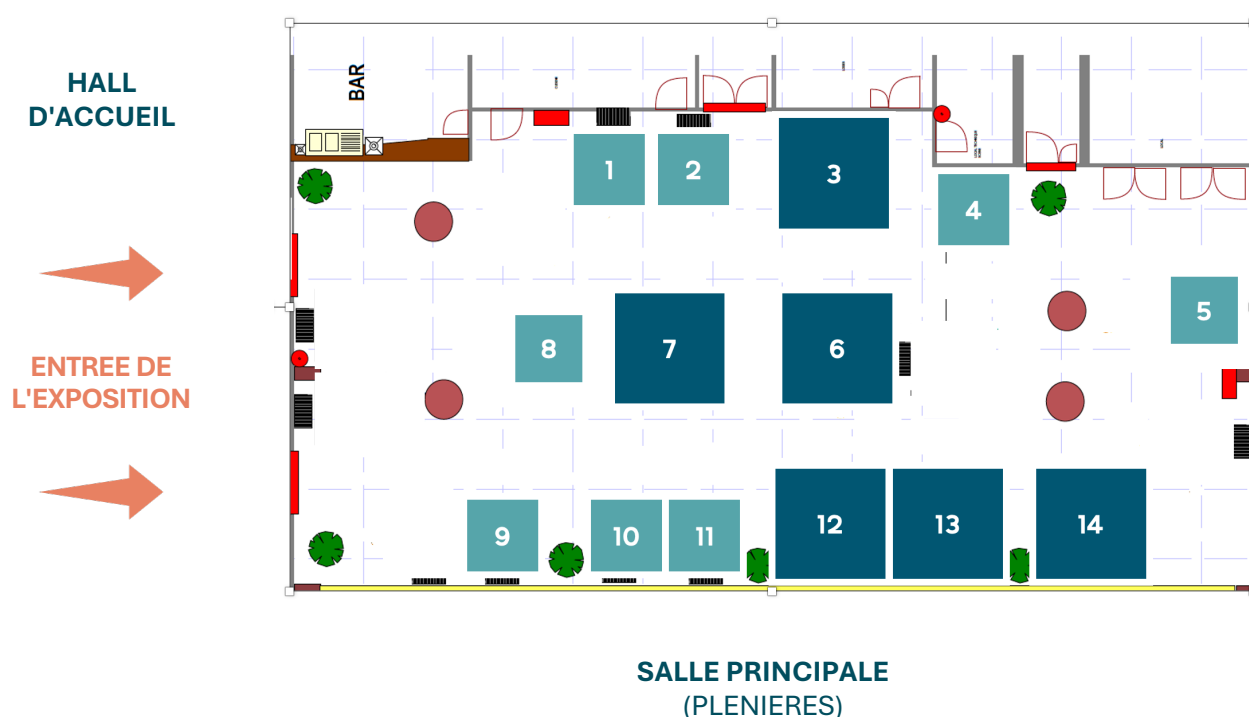 HALL
D'ACCUEIL
BAR
1
2
3
4
5
ENTREE DE
L'EXPOSITION
8
7
6
9
10
11
12
13
14
SALLE PRINCIPALE
(PLENIERES)